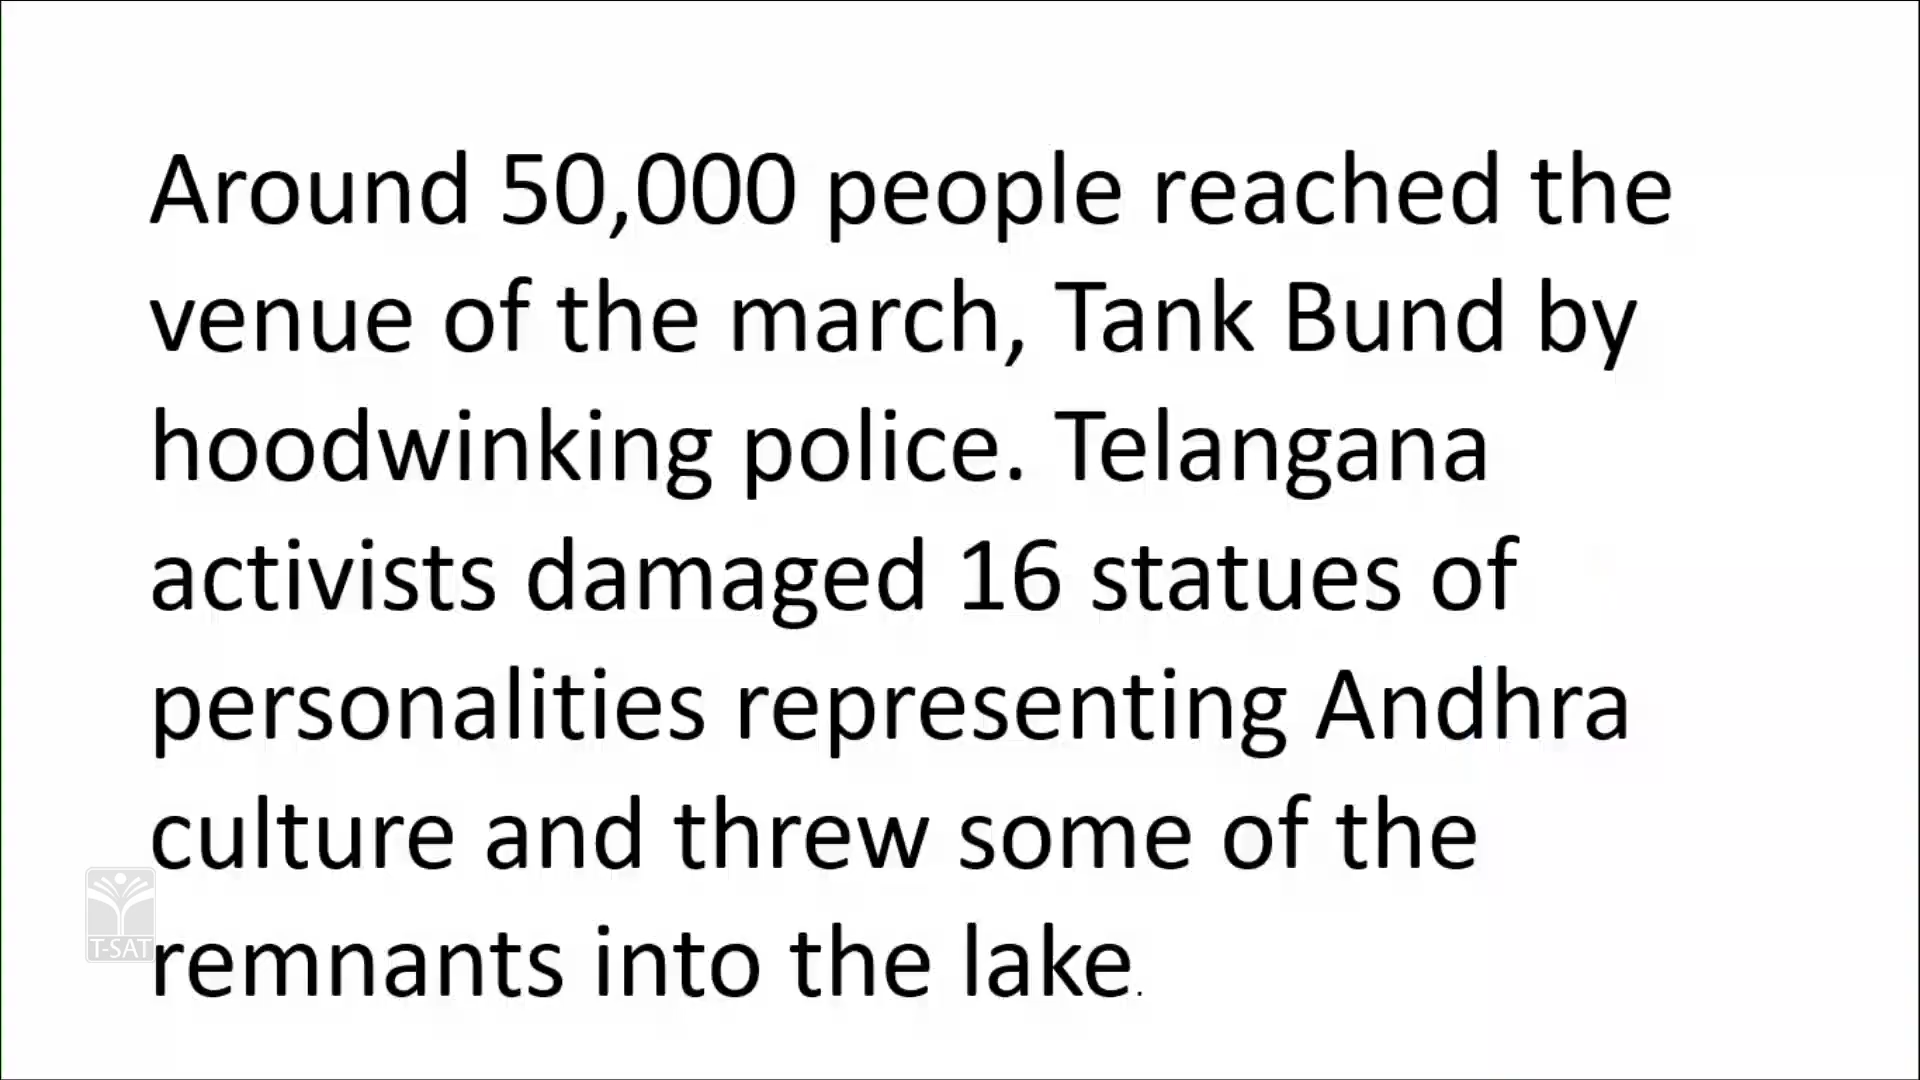 Around 50,000 people reached the
venue of the march, Tank Bund by
hoodwinking police. Telangana
activists damaged 16 statues of
personalities representing Andhra
culture and threw some of the
remnants into the lake.
T-SAT